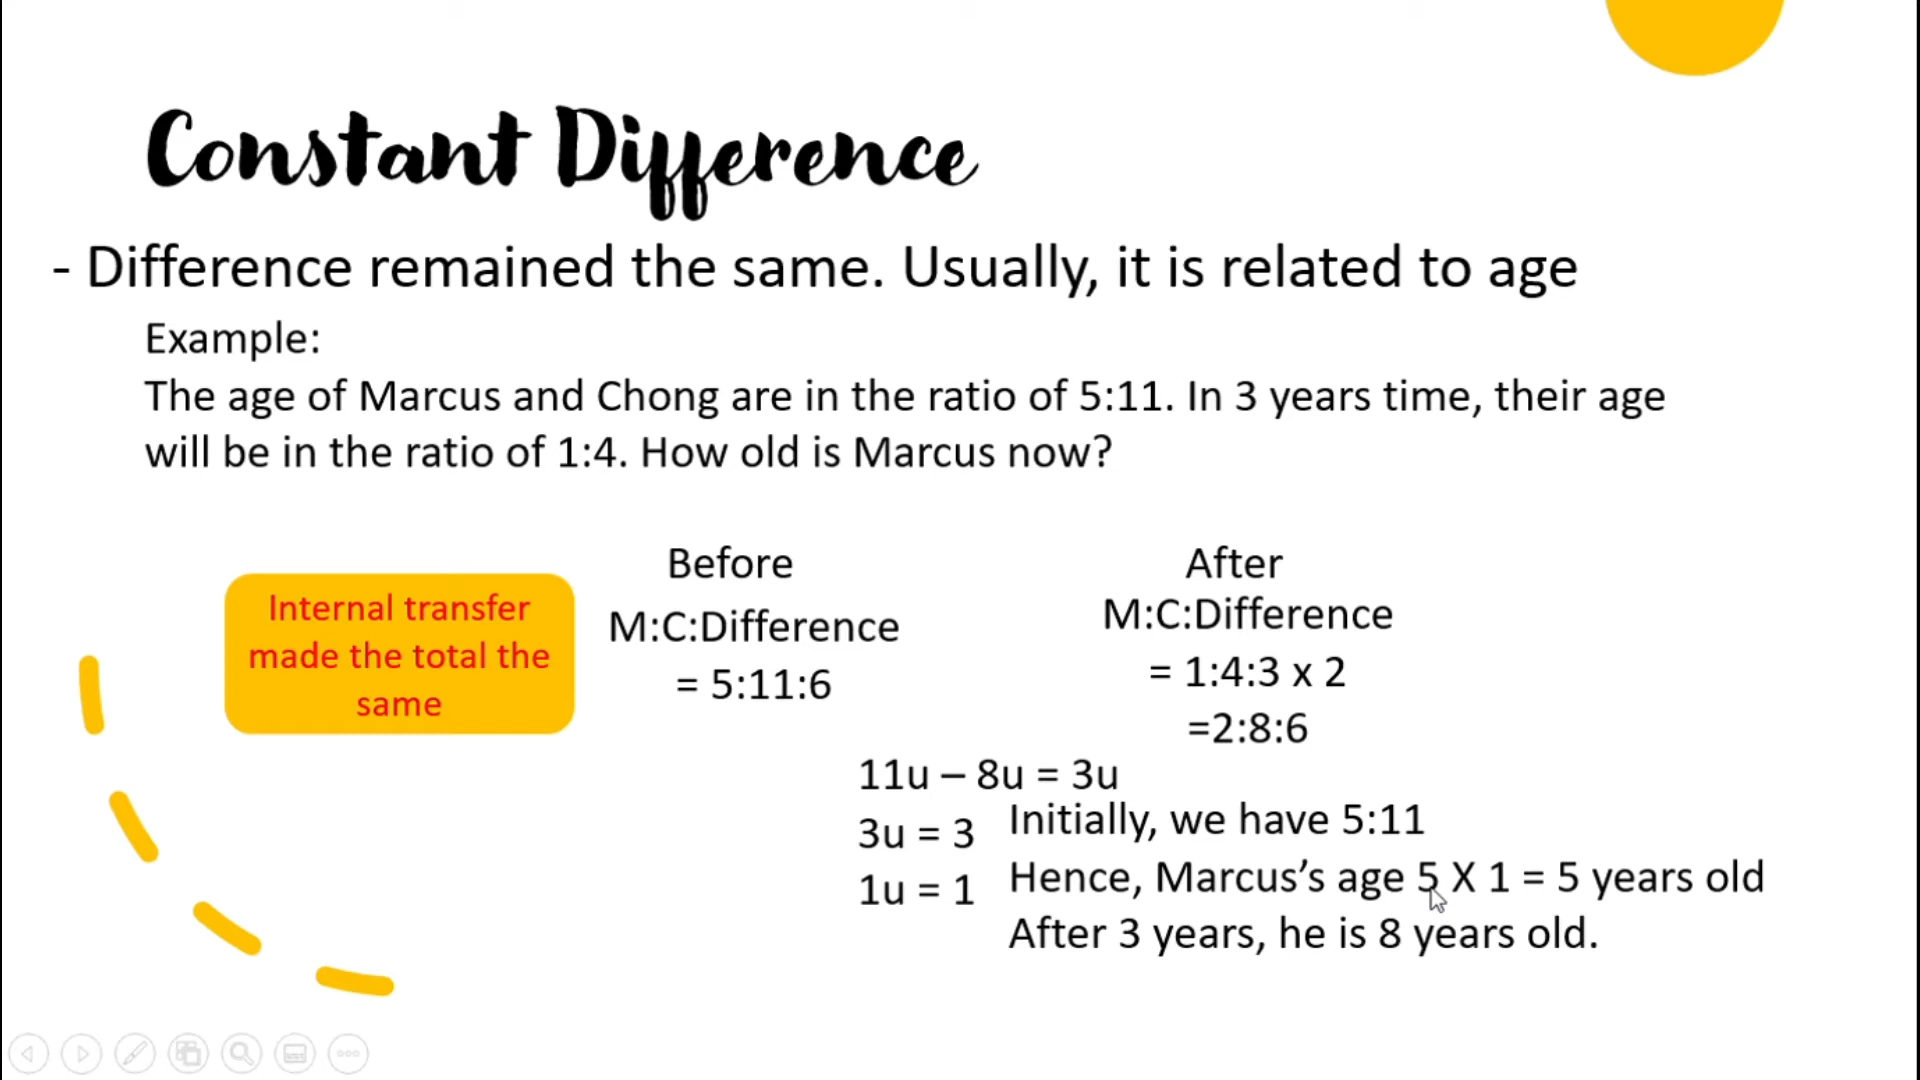 Constant Difference
- Difference remained the same. Usually, it is related to age
Example:
The age of Marcus and Chong are in the ratio of 5:11. In 3 years time, their age
will be in the ratio of 1:4. How old is Marcus now?
Internal transfer
made the total the
same
Before
M:C:Difference
= 5:11:6
After
M:C:Difference
= 1:4:3 x 2
=2:8:6
11u – 8u = 3u
3u = 3
1u = 1
Initially, we have 5:11
Hence, Marcus’s age 5 X 1 = 5 years old
After 3 years, he is 8 years old.